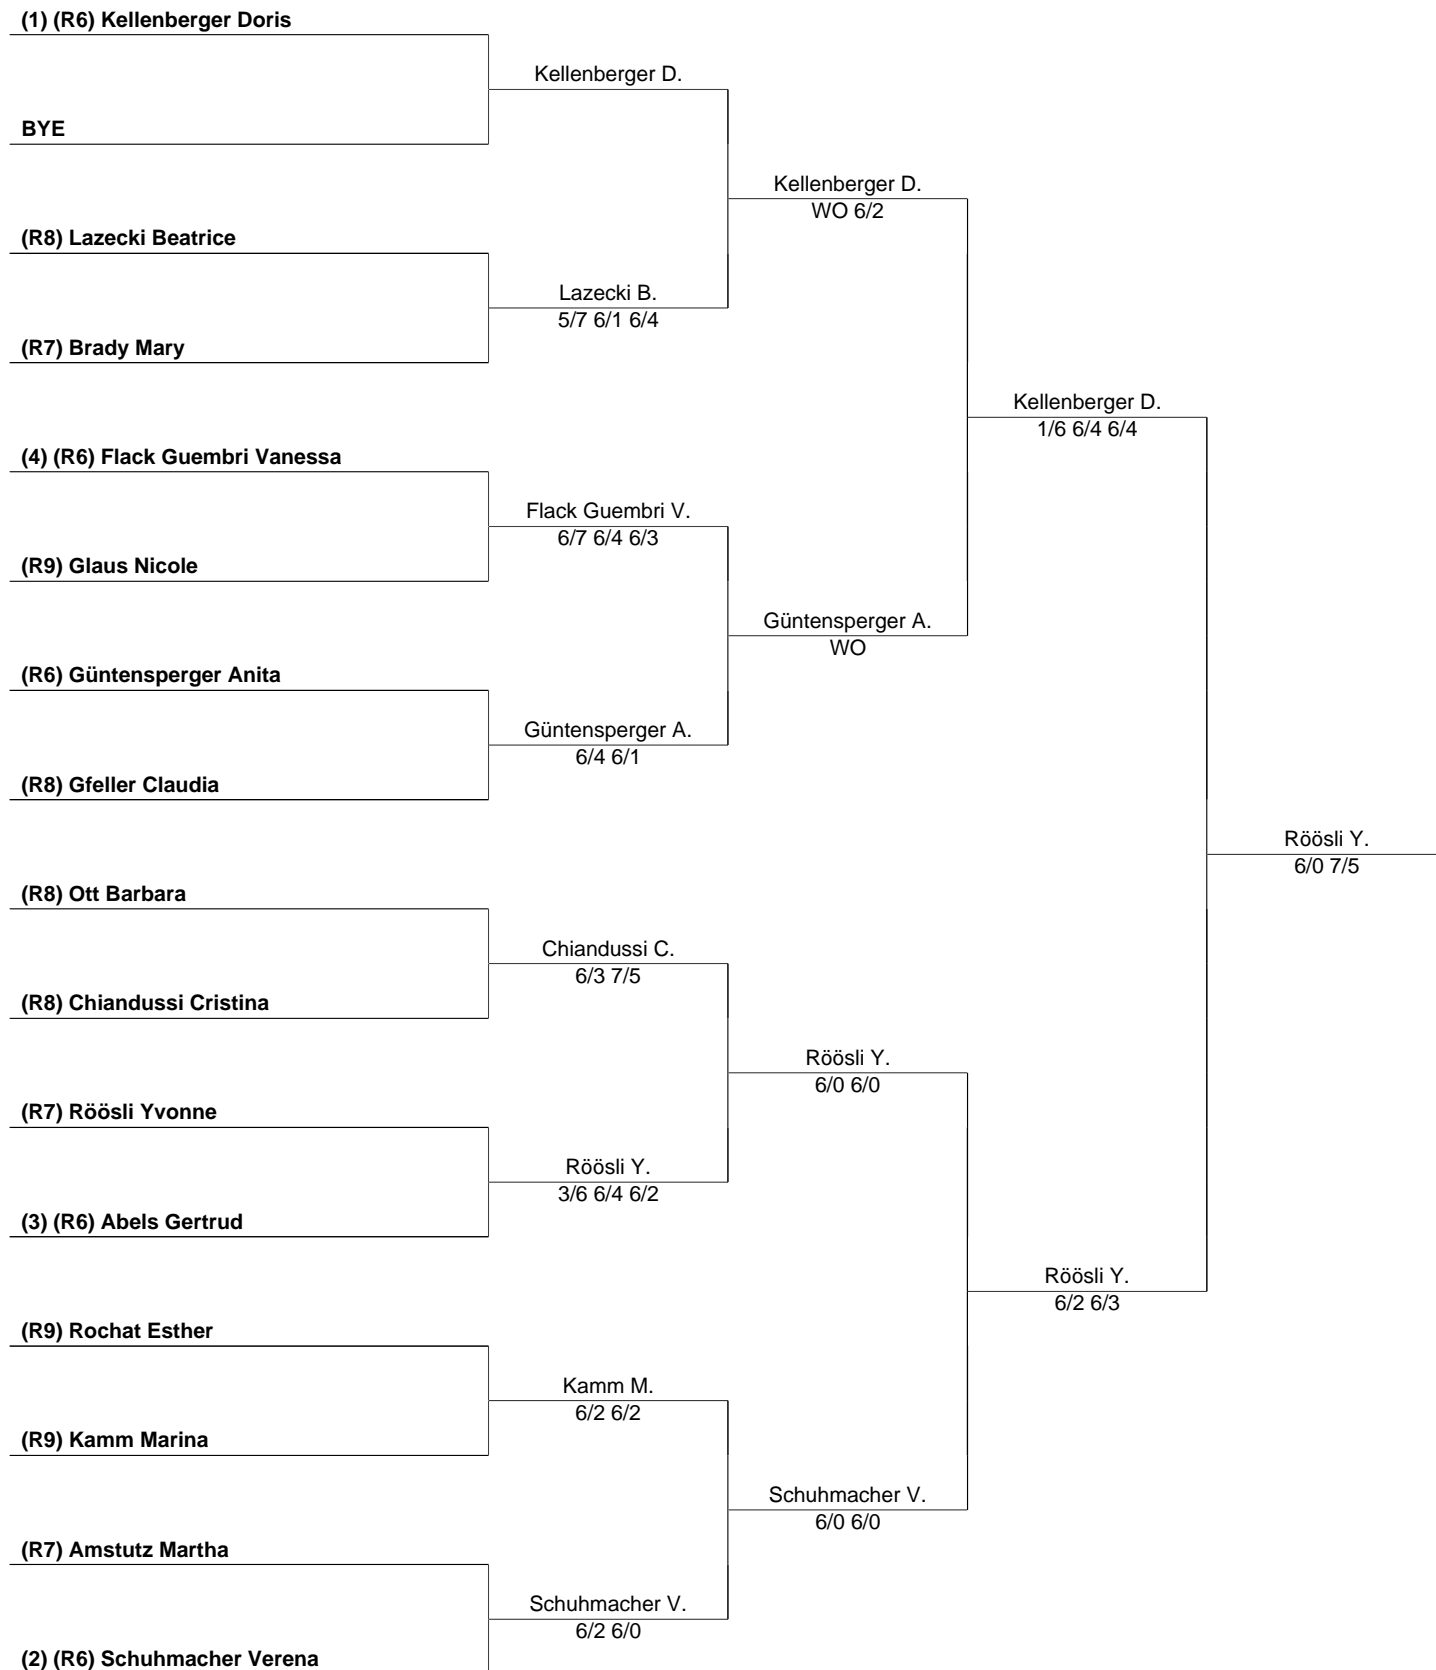 (1) (R6) Kellenberger Doris
Kellenberger D.
BYE
Kellenberger D.
WO 6/2
(R8) Lazecki Beatrice
Lazecki B.
5/7 6/1 6/4
(R7) Brady Mary
Kellenberger D.
1/6 6/4 6/4
(4) (R6) Flack Guembri Vanessa
Flack Guembri V.
6/7 6/4 6/3
(R9) Glaus Nicole
Güntensperger A.
WO
(R6) Güntensperger Anita
Güntensperger A.
6/4 6/1
(R8) Gfeller Claudia
Röösli Y.
6/0 7/5
(R8) Ott Barbara
Chiandussi C.
6/3 7/5
(R8) Chiandussi Cristina
Röösli Y.
6/0 6/0
(R7) Röösli Yvonne
Röösli Y.
3/6 6/4 6/2
(3) (R6) Abels Gertrud
Röösli Y.
6/2 6/3
(R9) Rochat Esther
Kamm M.
6/2 6/2
(R9) Kamm Marina
Schuhmacher V.
6/0 6/0
(R7) Amstutz Martha
Schuhmacher V.
6/2 6/0
(2) (R6) Schuhmacher Verena